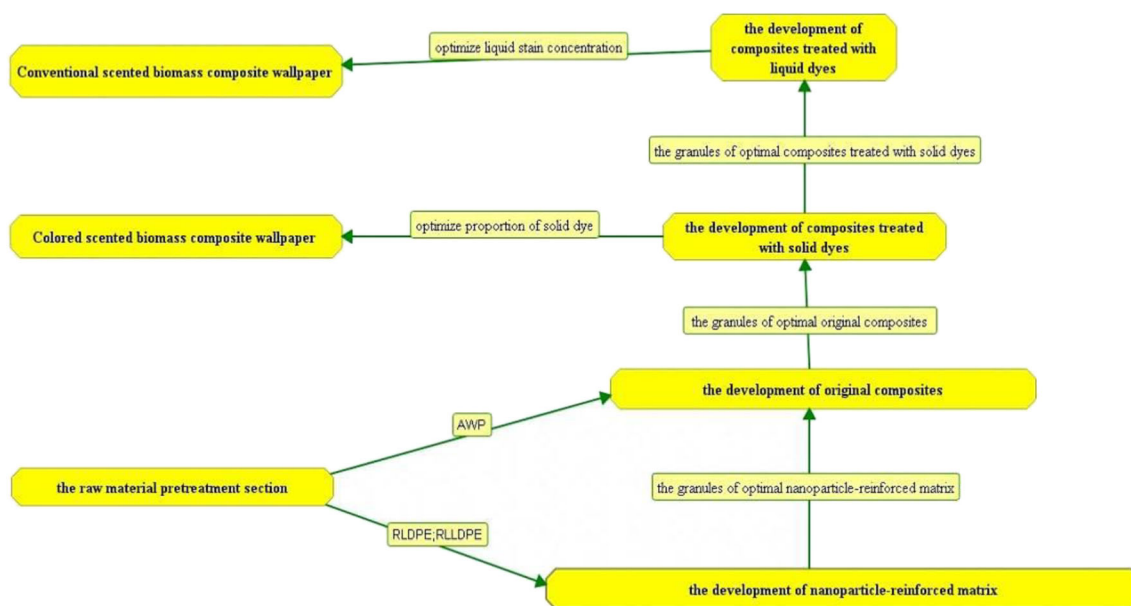 the development of
composites treated with
liquid dyes
optimize liquid stain concentration
Conventional scented biomass composite wallpaper
the granules of optimal composites treated with solid dyes
Colored scented biomass composite wallpaper
optimize proportion of solid dye
the development of composites treated
with solid dyes
the granules of optimal original composites
the development of original composites
AWP
the raw material pretreatment section
the granules of optimal nanoparticle-reinforced matrix
RLDPE;RLLDPE
the development of nanoparticle-reinforced matrix